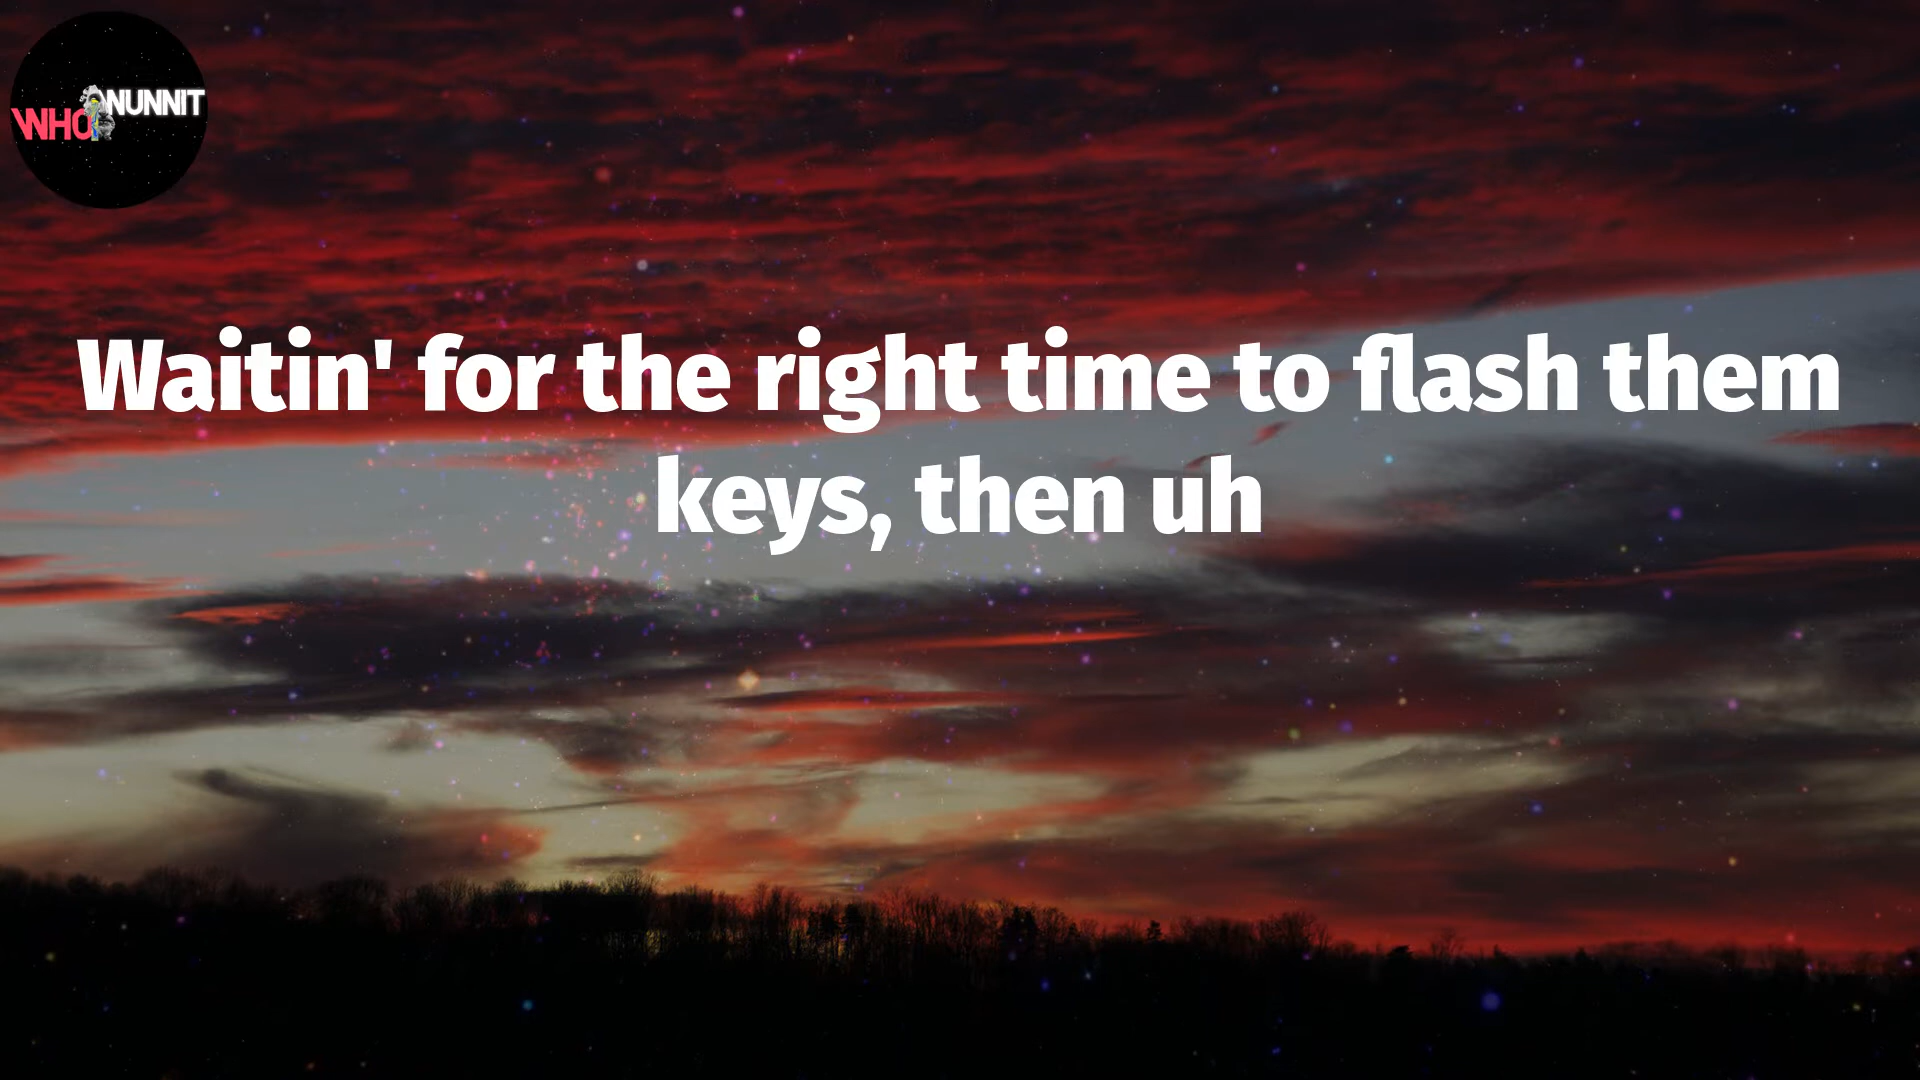 WHO NUNNIT
Waitin' for the right time to flash them
keys, then uh